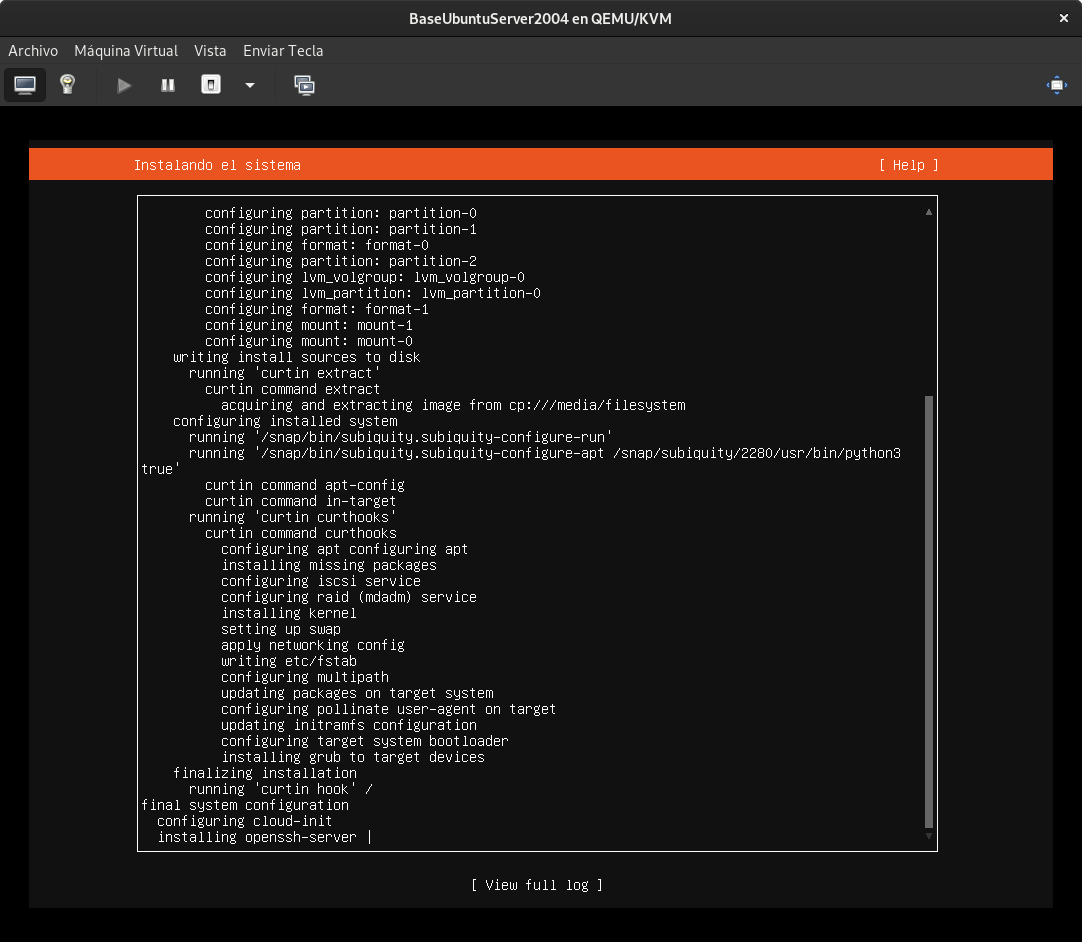 BaseUbuntuServer2004 en QEMU/KVM
Archivo Máquina Virtual Vista Enviar Tecla
Instalando el sistema [ Help ]
configuring partition: partition-0
configuring partition: partition-1
configuring format: format-0
configuring partition: partition-2
configuring lvm_volgroup: lvm_volgroup-0
configuring lvm_partition: lvm_partition-0
configuring format: format-1
configuring mount: mount-1
configuring mount: mount-0
writing install sources to disk
running 'curtin extract'
curtin command extract
acquiring and extracting image from cp:///media/filesystem
configuring installed system
running '/snap/bin/subiquity.subiquity-configure-run'
running '/snap/bin/subiquity.subiquity-configure-apt /snap/subiquity/2280/usr/bin/python3
true'
curtin command apt-config
curtin command in-target
running 'curtin curthooks'
curtin command curthooks
configuring apt configuring apt
installing missing packages
configuring iscsi service
configuring raid (mdadm) service
installing kernel
setting up swap
apply networking config
writing etc/fstab
configuring multipath
updating packages on target system
configuring pollinate user-agent on target
updating initramfs configuration
configuring target system bootloader
installing grub to target devices
finalizing installation
running 'curtin hook' /
final system configuration
configuring cloud-init
installing openssh-server |
[ View full log ]